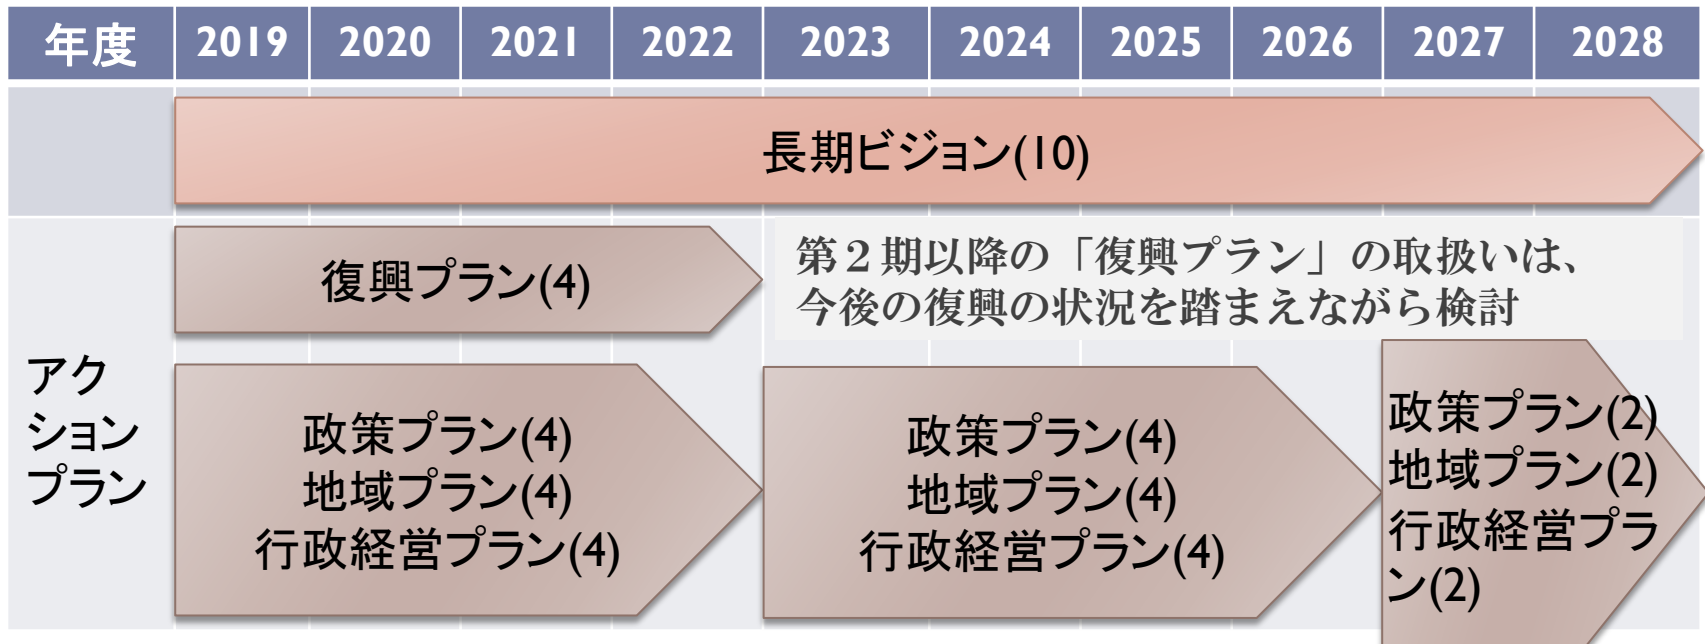 年度 2019 2020 2021 2022 2023 2024 2025 2026 2027 2028
長期ビジョン(10)
復興プラン(4)
第２期以降の「復興プラン」の取扱いは、
今後の復興の状況を踏まえながら検討
アク
ション
プラン
政策プラン(4)
地域プラン(4)
行政経営プラン(4)
政策プラン(4)
地域プラン(4)
行政経営プラン(4)
政策プラン(2)
地域プラン(2)
行政経営プラ
ン(2)